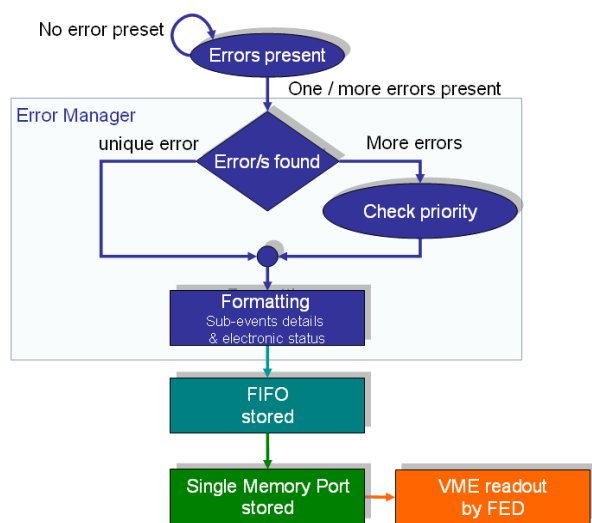 No error preset
Errors present
One / more errors present
Error Manager
unique error
Error/s found
More errors
Check priority
Formatting
Sub-events details
& electronic status
FIFO
stored
Single Memory Port
stored
VME readout
by FED